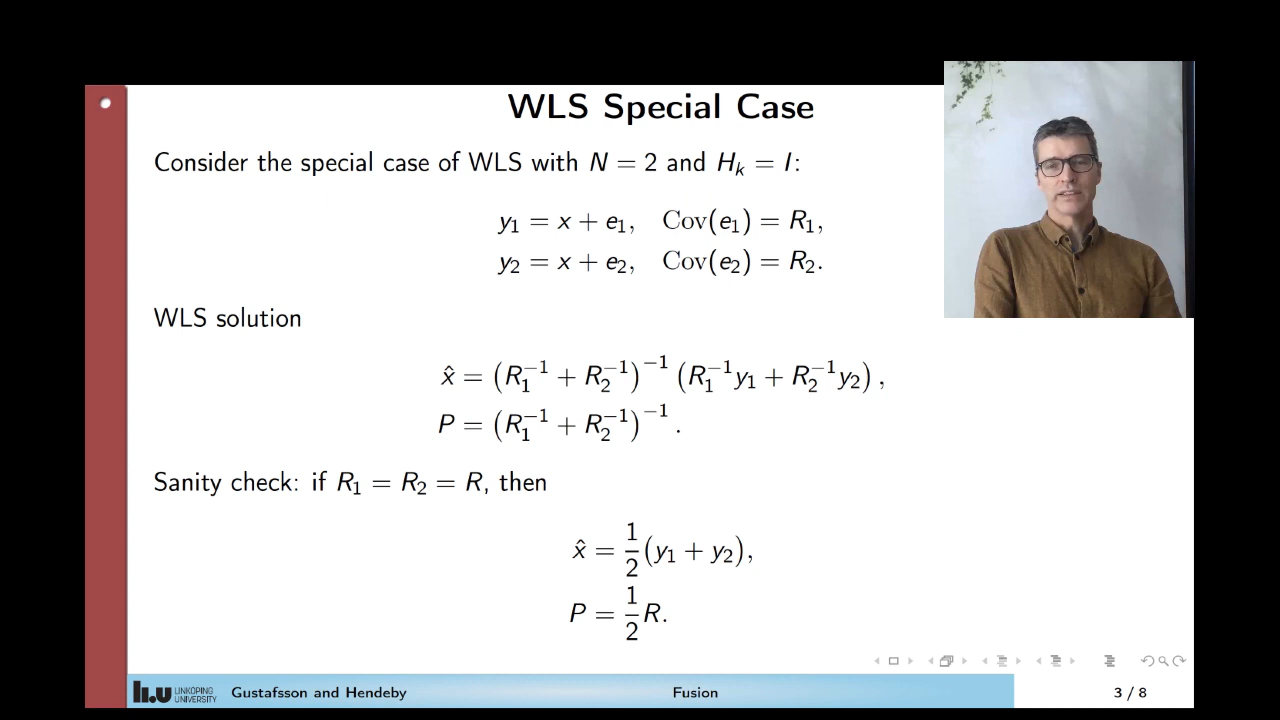 WLS Special Case
Consider the special case of WLS with N = 2 and H_k = I:
y_1 = x + e_1, Cov(e_1) = R_1,
y_2 = x + e_2, Cov(e_2) = R_2.
WLS solution
x̂ = (R_1^{-1} + R_2^{-1})^{-1} (R_1^{-1} y_1 + R_2^{-1} y_2),
P = (R_1^{-1} + R_2^{-1})^{-1}.
Sanity check: if R_1 = R_2 = R, then
x̂ = \frac{1}{2}(y_1 + y_2),
P = \frac{1}{2}R.
LINKÖPING
UNIVERSITY
Gustafsson and Hendeby
Fusion
3 / 8